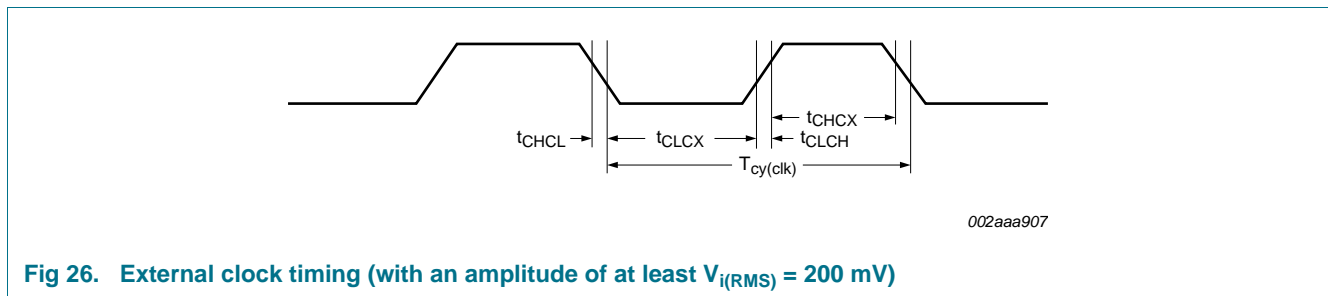 tCHCX
tCHCL
tCLCX
tCLCH
Tcy(clk)
002aaa907
Fig 26. External clock timing (with an amplitude of at least Vi(RMS) = 200 mV)